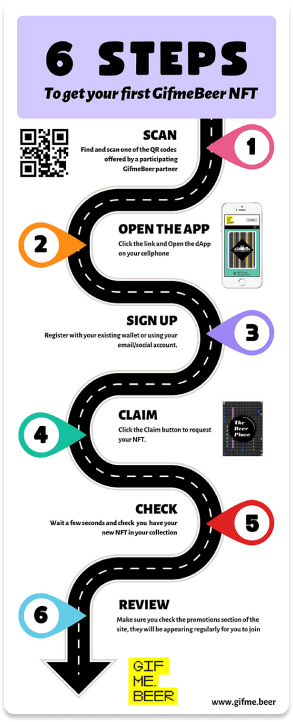 6 STEPS
To get your first GifmeBeer NFT
SCAN
Find and scan one of the QR codes
offered by a participating
GifmeBeer partner
1
OPEN THE APP
Click the link and Open the dApp
on your cellphone
2
SIGN UP
Register with your existing wallet or using your
email/social account.
3
CLAIM
Click the Claim button to request
your NFT.
4
The
Beer
Place
CHECK
Wait a few seconds and check you have your
new NFT in your collection
5
REVIEW
Make sure you check the promotions section of the
site, they will be appearing regularly for you to join
6
GIF
ME.
BEER
www.gifme.beer